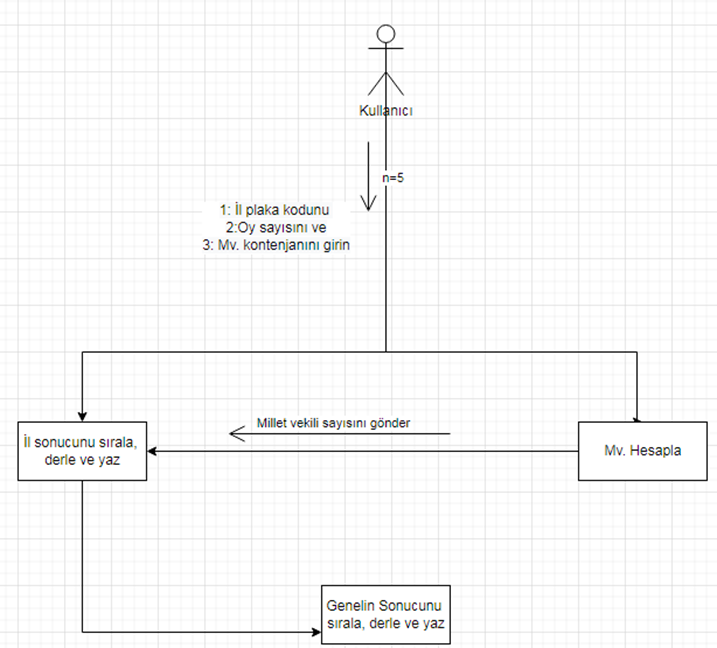 Kullanıcı
n=5
1: İl plaka kodunu
2:Oy sayısını ve
3: Mv. kontenjanını girin
Millet vekili sayısını gönder
İl sonucunu sırala,
derle ve yaz
Mv. Hesapla
Genelin Sonucunu
sırala, derle ve yaz